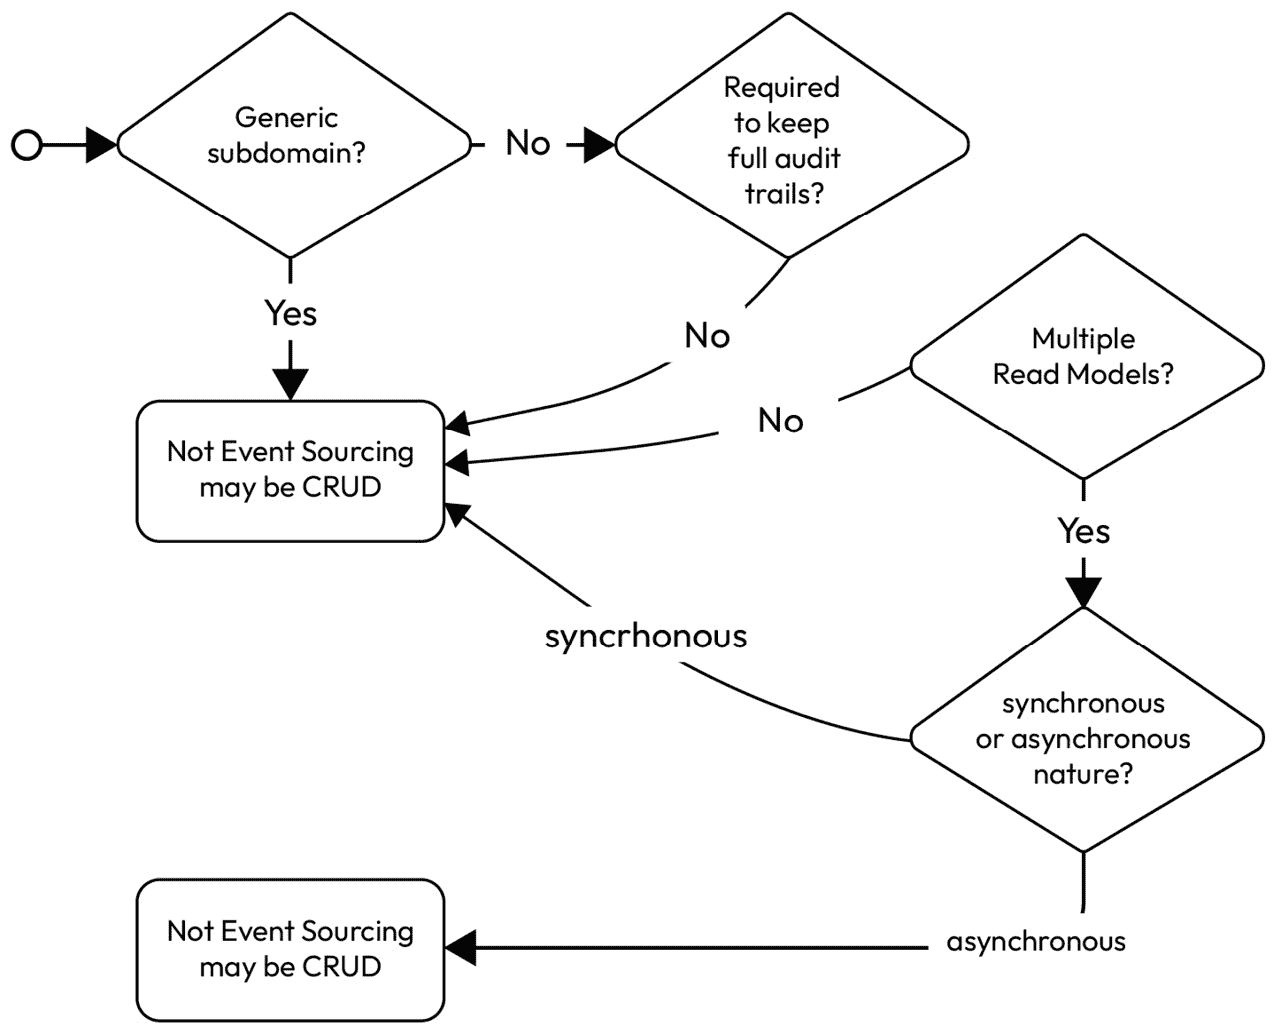 Generic
subdomain?
No
Required
to keep
full audit
trails?
Yes
No
Multiple
Read Models?
No
Not Event Sourcing
may be CRUD
Yes
syncrhonous
synchronous
or asynchronous
nature?
Not Event Sourcing
may be CRUD
asynchronous